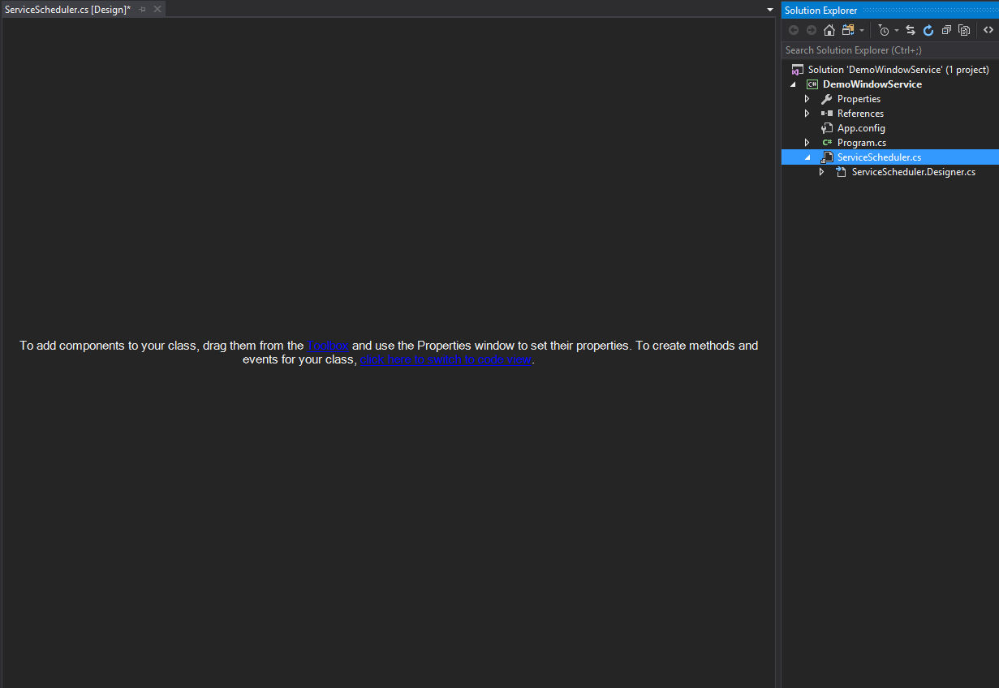 ServiceScheduler.cs [Design]*
To add components to your class, drag them from the Toolbox and use the Properties window to set their properties. To create methods and
events for your class, click here to switch to code view.
Solution Explorer
Search Solution Explorer (Ctrl+;)
Solution 'DemoWindowService' (1 project)
C# DemoWindowService
Properties
References
App.config
C# Program.cs
ServiceScheduler.cs
ServiceScheduler.Designer.cs